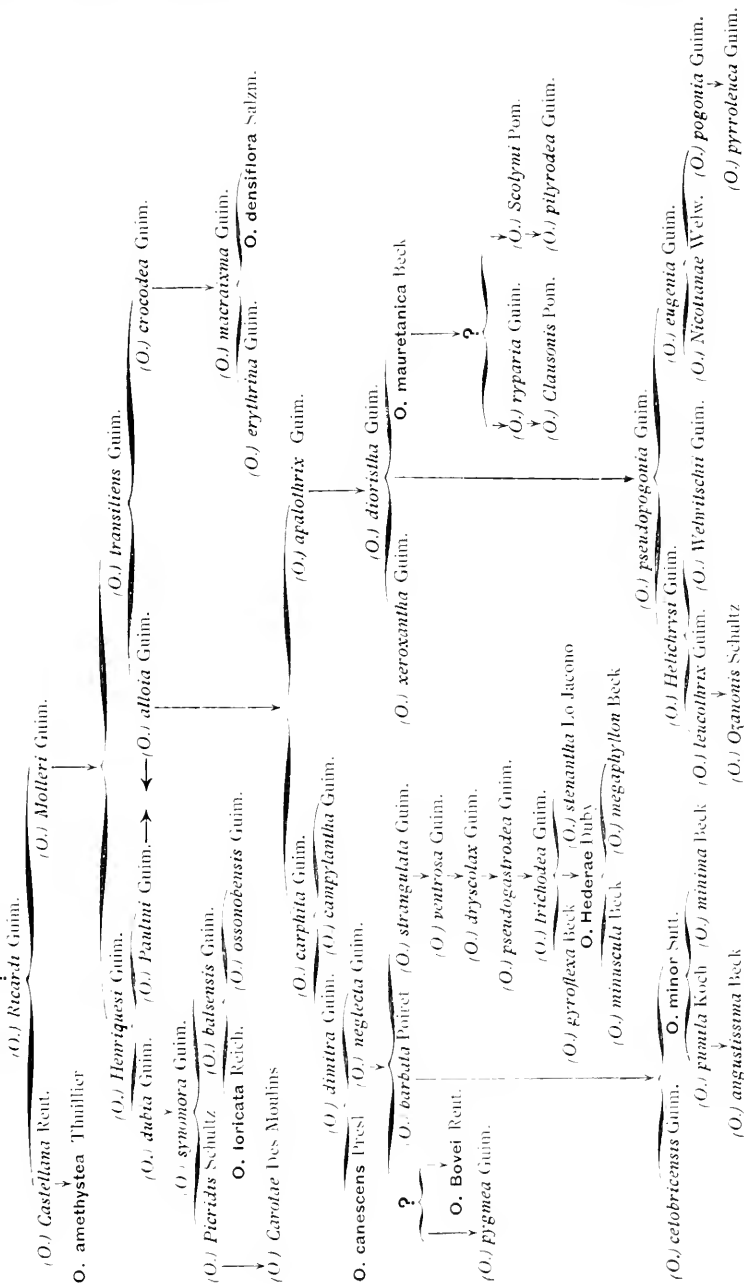 ?
(O.) Ricardi Guim.
(O.) Castellana Reut.
(O.) Molleri Guim.
O. amethystea Thuillier
?
(O.) Henriquesi Guim.
(O.) transiliens Guim.
(O.) dubia Guim.
(O.) Paulini Guim.
(O.) alloia Guim.
(O.) crocodea Guim.
(O.) synomora Guim.
(O.) Picridis Schultz
(O.) balsensis Guim.
(O.) macraixma Guim.
O. loricata Reich.
(O.) ossonobensis Guim.
(O.) erythrina Guim.
O. densiflora Salzm.
(O.) Carotae Des Moulins
(O.) carphita Guim.
(O.) apalothrix Guim.
(O.) dimitra Guim.
(O.) campylantha Guim.
O. canescens Presl
(O.) neglecta Guim.
(O.) dioristha Guim.
(O.) barbata Poiret
(O.) strangulata Guim.
(O.) xeroxantha Guim.
O. mauretanica Beck
?
O. Bovei Reut.
(O.) ventrosa Guim.
(O.) pygmea Guim.
(O.) dryscolax Guim.
?
(O.) pseudogastrodea Guim.
(O.) ryparia Guim.
(O.) Scolymi Pom.
(O.) trichodea Guim.
(O.) Clausonis Pom.
(O.) pityrodea Guim.
(O.) gyroflexa Beck
(O.) stenantha Lo Jacono
O. Hederae Duby
(O.) minuscula Beck
(O.) megaphyllon Beck
(O.) pseudopogonia Guim.
(O.) cetobricensis Guim.
O. minor Sutt.
(O.) Helichrysi Guim.
(O.) eugenia Guim.
(O.) pumila Koch
(O.) minima Beck
(O.) leucothrix Guim.
(O.) Welwitschii Guim.
(O.) Nicotianae Welw.
(O.) pogonia Guim.
(O.) angustissima Beck
(O.) Ozanonis Schultz
(O.) pyrroleuca Guim.